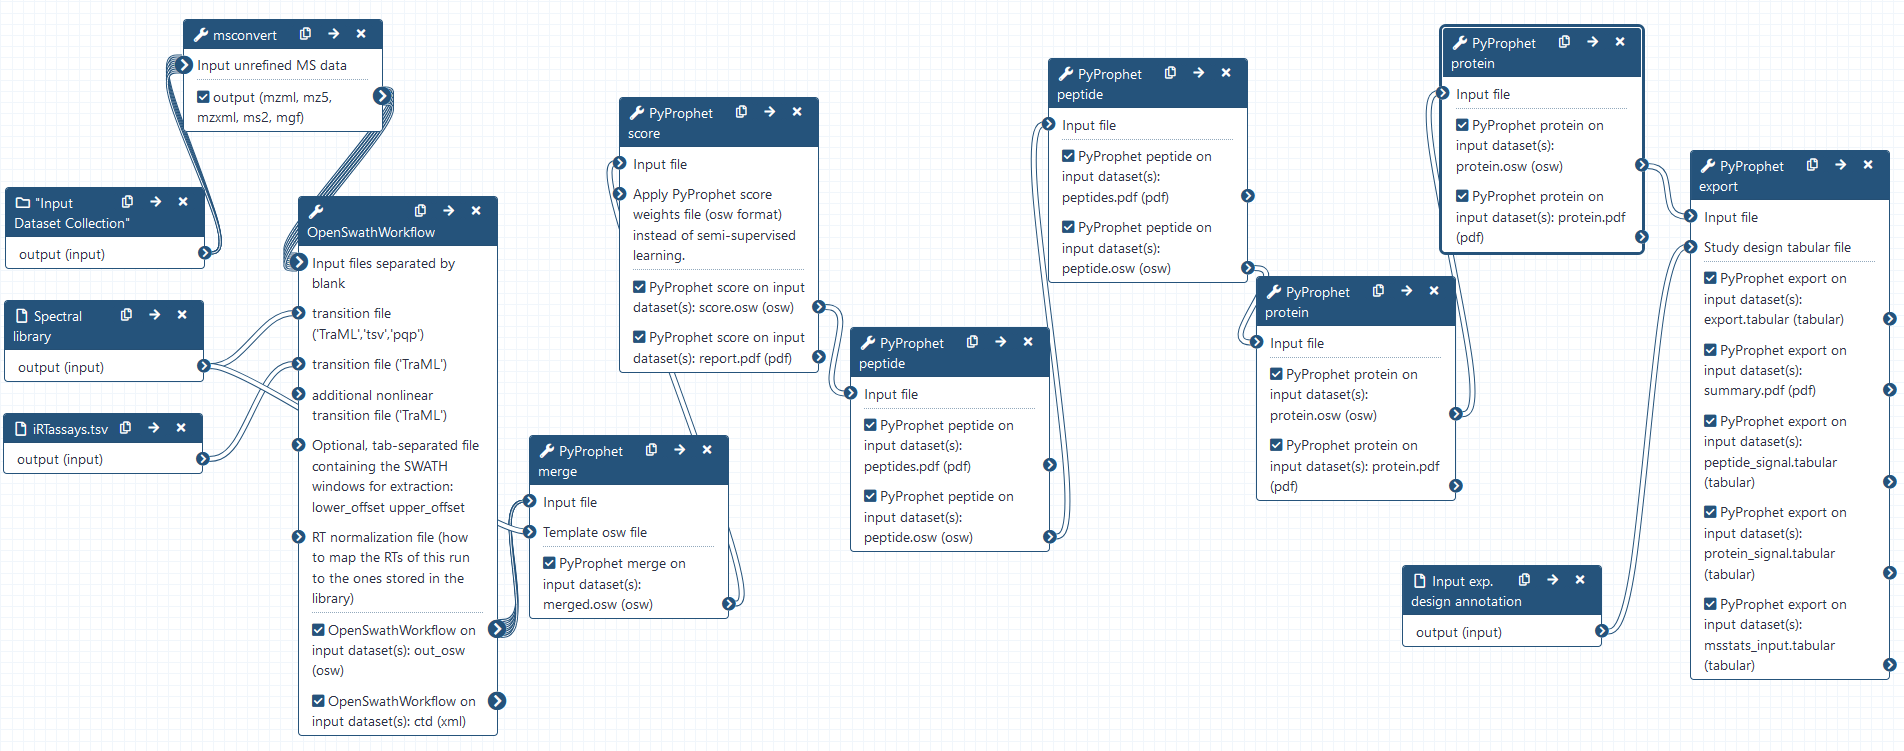 msconvert
Input unrefined MS data
output (mzml, mz5,
mzxml, ms2, mgf)
"Input
Dataset Collection"
output (input)
Spectral
library
output (input)
iRTassays.tsv
output (input)
OpenSwathWorkflow
Input files separated by
blank
transition file
('TraML','tsv','pqp')
transition file ('TraML')
additional nonlinear
transition file ('TraML')
Optional, tab-separated file
containing the SWATH
windows for extraction:
lower_offset upper_offset
RT normalization file (how
to map the RTs of this run
to the ones stored in the
library)
OpenSwathWorkflow on
input dataset(s): out_osw
(osw)
OpenSwathWorkflow on
input dataset(s): ctd (xml)
PyProphet
merge
Input file
Template osw file
PyProphet merge on
input dataset(s):
merged.osw (osw)
PyProphet
score
Input file
Apply PyProphet score
weights file (osw format)
instead of semi-supervised
learning.
PyProphet score on input
dataset(s): score.osw (osw)
PyProphet score on input
dataset(s): report.pdf (pdf)
PyProphet
peptide
Input file
PyProphet peptide on
input dataset(s):
peptides.pdf (pdf)
PyProphet peptide on
input dataset(s):
peptide.osw (osw)
PyProphet
peptide
Input file
PyProphet peptide on
input dataset(s):
peptides.pdf (pdf)
PyProphet peptide on
input dataset(s):
peptide.osw (osw)
PyProphet
protein
Input file
PyProphet protein on
input dataset(s):
protein.osw (osw)
PyProphet protein on
input dataset(s): protein.pdf
(pdf)
PyProphet
protein
Input file
PyProphet protein on
input dataset(s):
protein.osw (osw)
PyProphet protein on
input dataset(s): protein.pdf
(pdf)
Input exp.
design annotation
output (input)
PyProphet
export
Input file
Study design tabular file
PyProphet export on
input dataset(s):
export.tabular (tabular)
PyProphet export on
input dataset(s):
summary.pdf (pdf)
PyProphet export on
input dataset(s):
peptide_signal.tabular
(tabular)
PyProphet export on
input dataset(s):
protein_signal.tabular
(tabular)
PyProphet export on
input dataset(s):
msstats_input.tabular
(tabular)